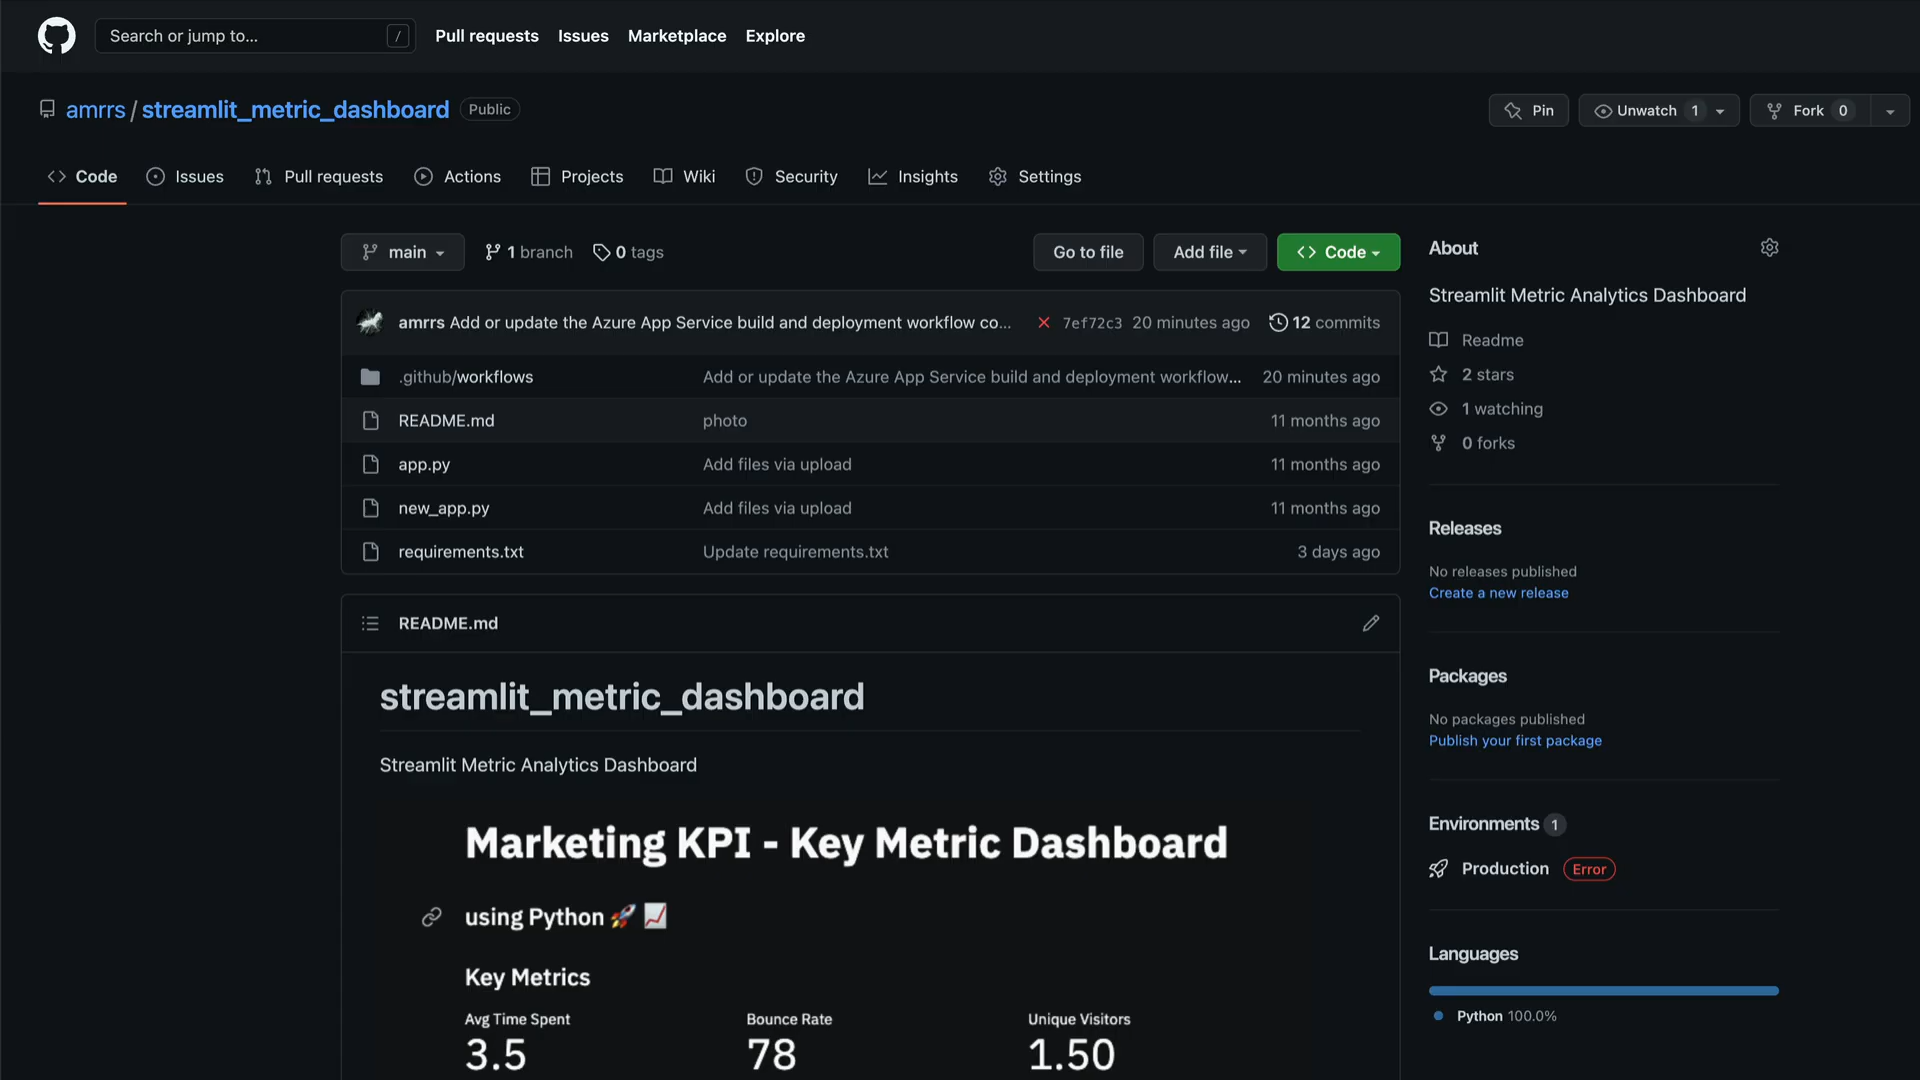 Search or jump to... /
Pull requests Issues Marketplace Explore
amrrs / streamlit_metric_dashboard Public
Pin Unwatch 1 Fork 0
Code Issues Pull requests Actions Projects Wiki Security Insights Settings
main 1 branch 0 tags Go to file Add file Code
amrrs Add or update the Azure App Service build and deployment workflow co... 7ef72c3 20 minutes ago 12 commits
.github/workflows Add or update the Azure App Service build and deployment workflow... 20 minutes ago
README.md photo 11 months ago
app.py Add files via upload 11 months ago
new_app.py Add files via upload 11 months ago
requirements.txt Update requirements.txt 3 days ago
README.md
streamlit_metric_dashboard
Streamlit Metric Analytics Dashboard
Marketing KPI - Key Metric Dashboard
using Python 🚀 📈
Key Metrics
Avg Time Spent Bounce Rate Unique Visitors
3.5 78 1.50
About
Streamlit Metric Analytics Dashboard
Readme
2 stars
1 watching
0 forks
Releases
No releases published
Create a new release
Packages
No packages published
Publish your first package
Environments 1
Production Error
Languages
Python 100.0%